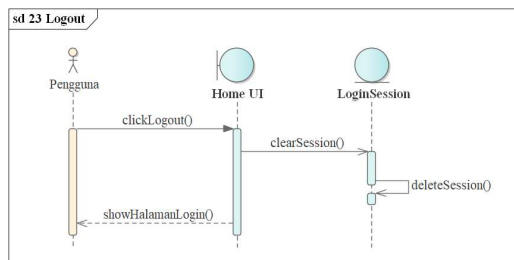 sd 23 Logout
Pengguna
Home UI
LoginSession
clickLogout()
clearSession()
deleteSession()
showHalamanLogin()